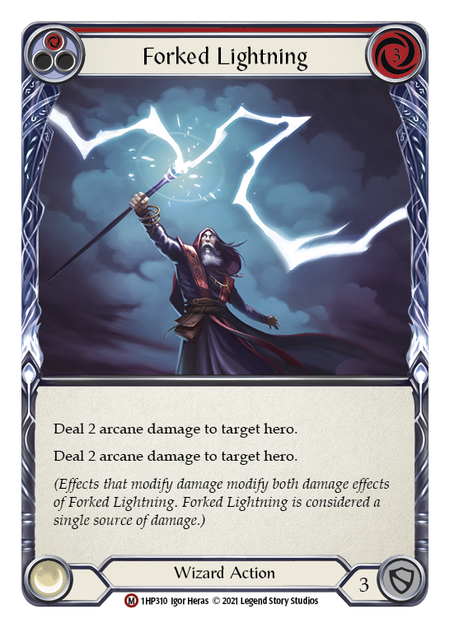 3
Forked Lightning
Deal 2 arcane damage to target hero.
Deal 2 arcane damage to target hero.
(Effects that modify damage modify both damage effects
of Forked Lightning. Forked Lightning is considered a
single source of damage.)
Wizard Action
3
M 1HP310 Igor Heras © 2021 Legend Story Studios